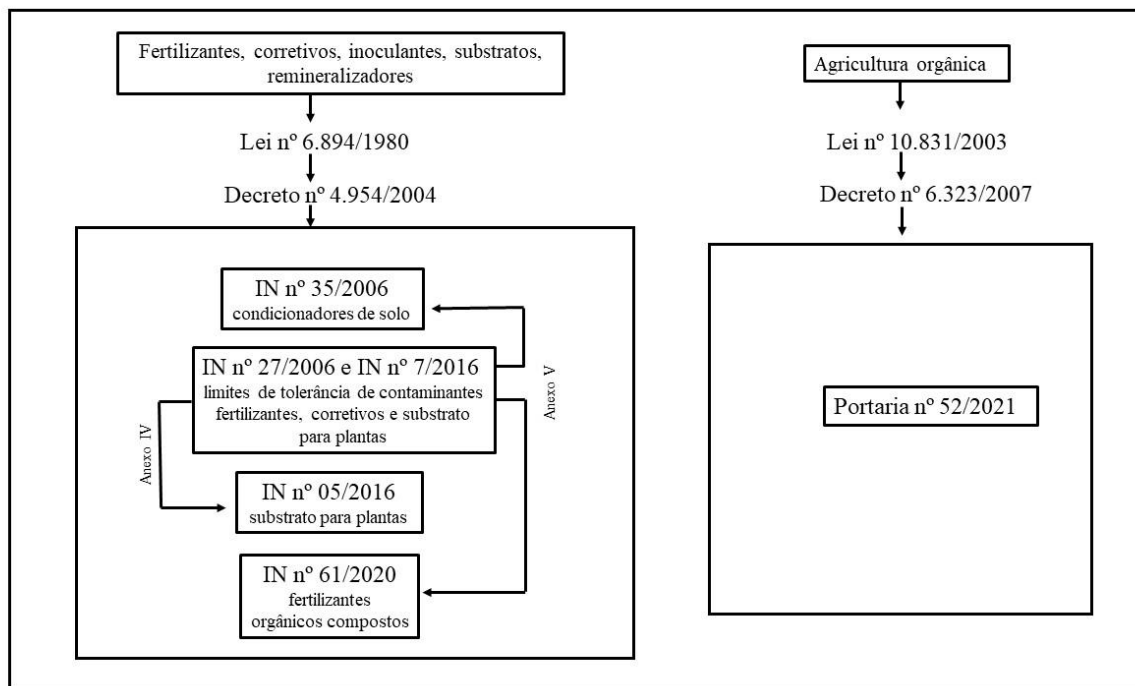 Fertilizantes, corretivos, inoculantes, substratos,
remineralizadores
Lei nº 6.894/1980
Decreto nº 4.954/2004
IN nº 35/2006
condicionadores de solo
IN nº 27/2006 e IN nº 7/2016
limites de tolerância de contaminantes
fertilizantes, corretivos e substrato
para plantas
Anexo V
Anexo IV
IN nº 05/2016
substrato para plantas
IN nº 61/2020
fertilizantes
orgânicos compostos
Agricultura orgânica
Lei nº 10.831/2003
Decreto nº 6.323/2007
Portaria nº 52/2021